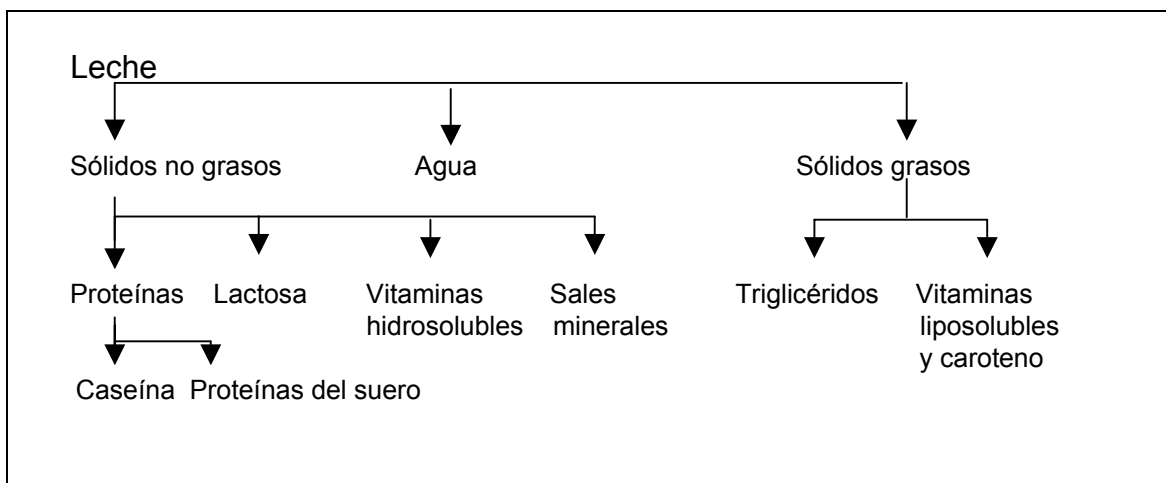 Leche
Sólidos no grasos Agua Sólidos grasos
Proteínas Lactosa Vitaminas Sales Triglicéridos Vitaminas
hidrosolubles minerales liposolubles
y caroteno
Caseína Proteínas del suero